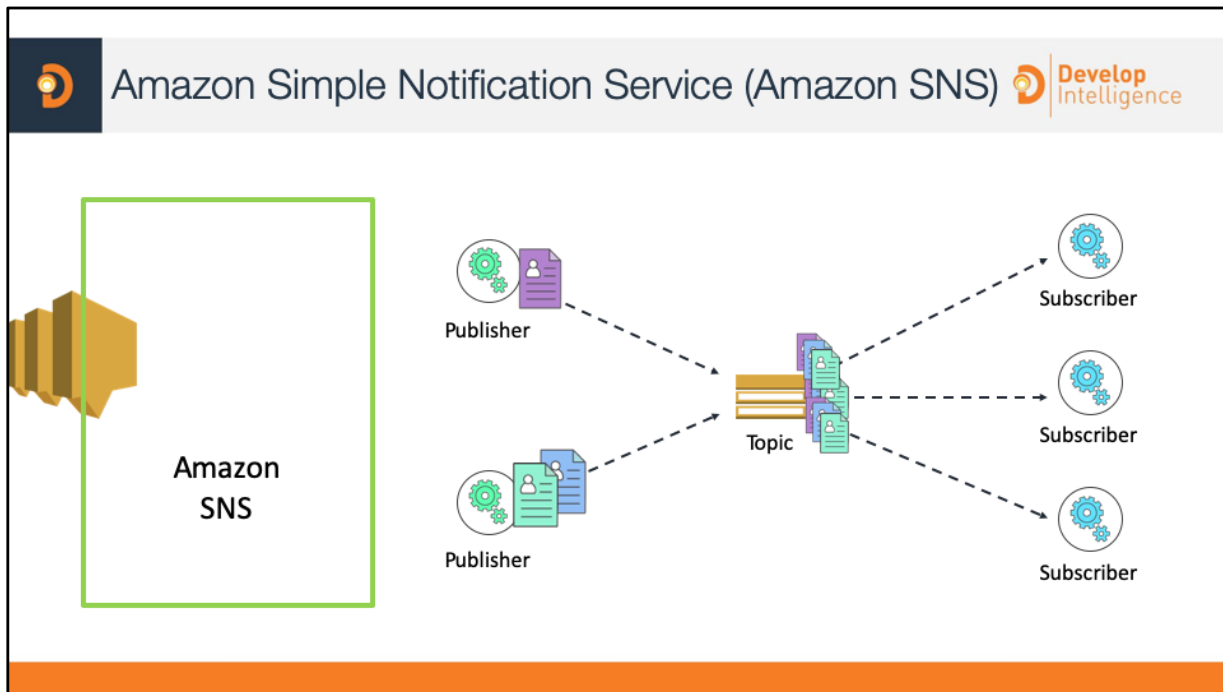 Amazon Simple Notification Service (Amazon SNS)
Develop
Intelligence
Amazon
SNS
Publisher
Publisher
Topic
Subscriber
Subscriber
Subscriber